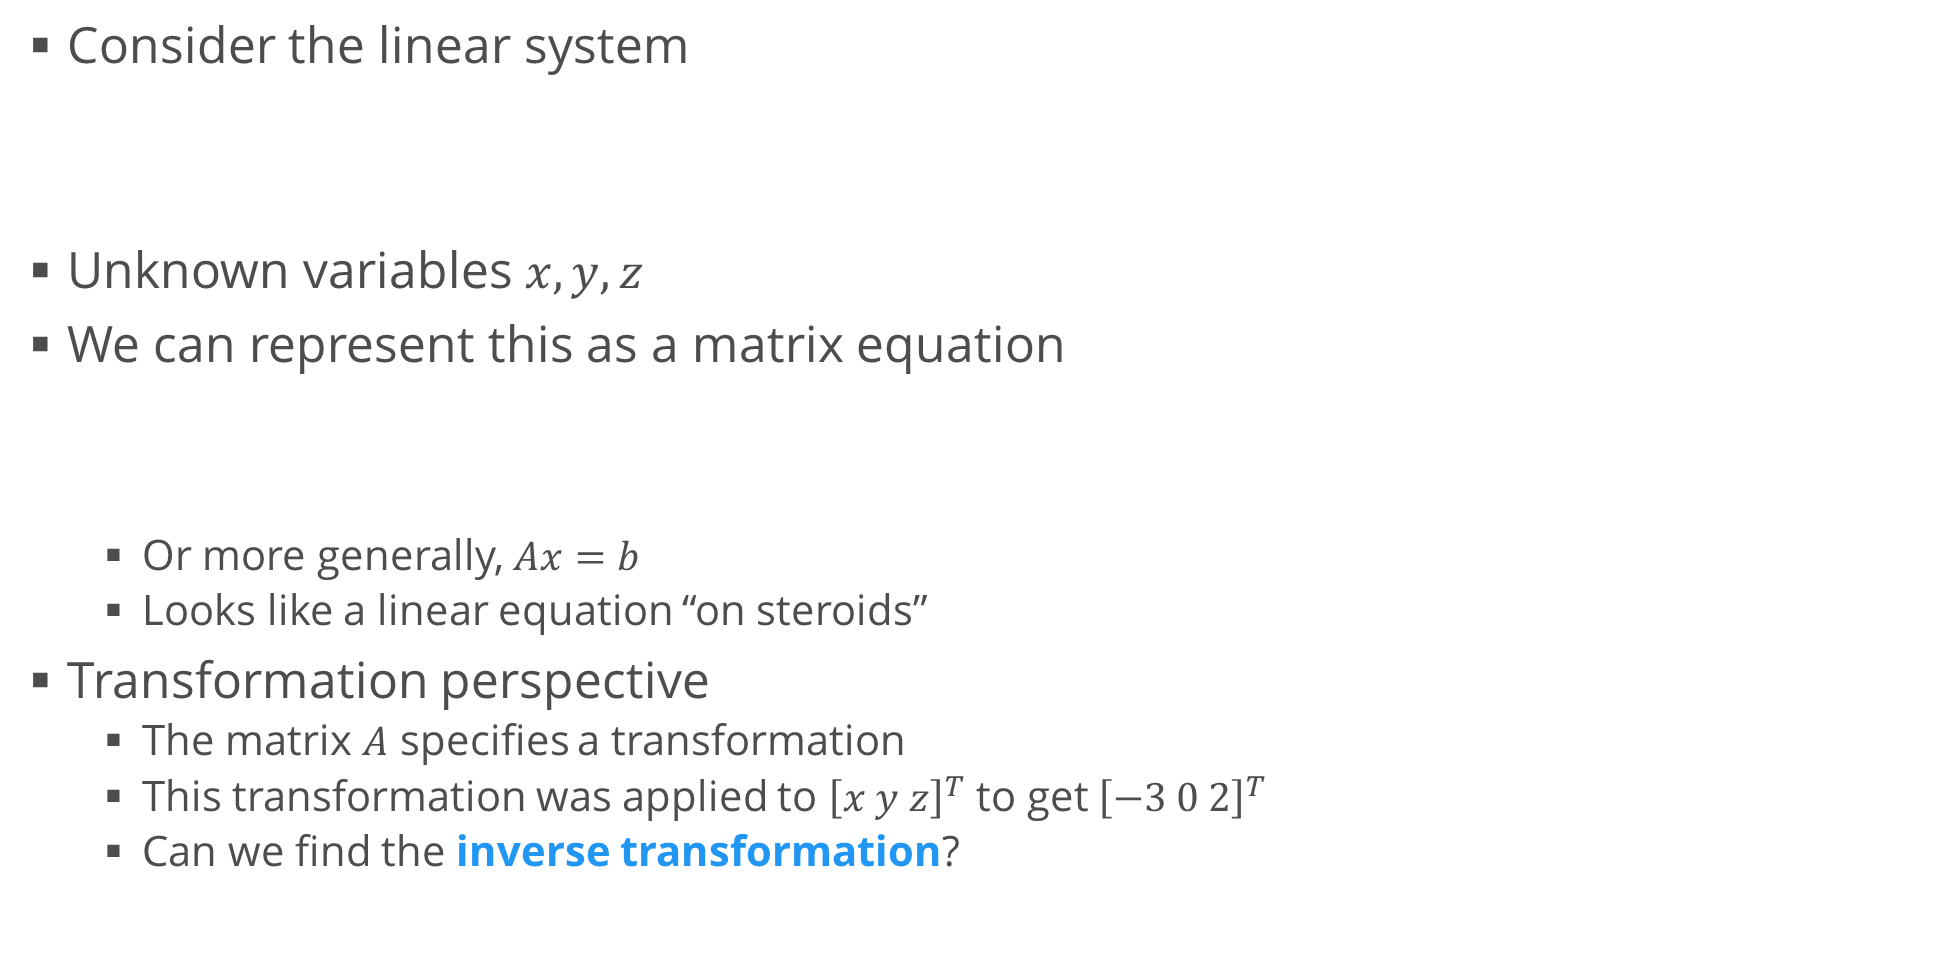 ▪ Consider the linear system
▪ Unknown variables x, y, z
▪ We can represent this as a matrix equation
▪ Or more generally, Ax = b
▪ Looks like a linear equation “on steroids”
▪ Transformation perspective
▪ The matrix A specifies a transformation
▪ This transformation was applied to [x y z]ᵀ to get [−3 0 2]ᵀ
▪ Can we find the inverse transformation?